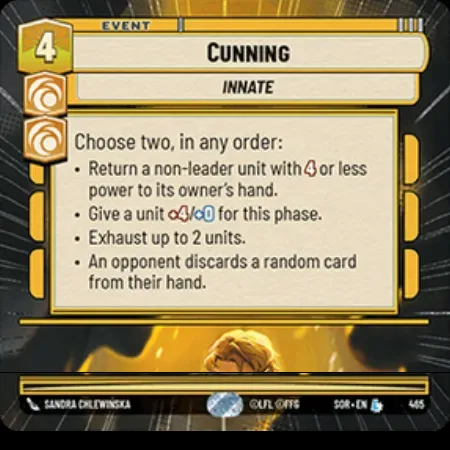 EVENT
4
CUNNING
INNATE
Choose two, in any order:
• Return a non-leader unit with 4 or less
power to its owner's hand.
• Give a unit +4/+0 for this phase.
• Exhaust up to 2 units.
• An opponent discards a random card
from their hand.
SANDRA CHLEWIŃSKA
©LFL ©FFG
SOR • EN
465